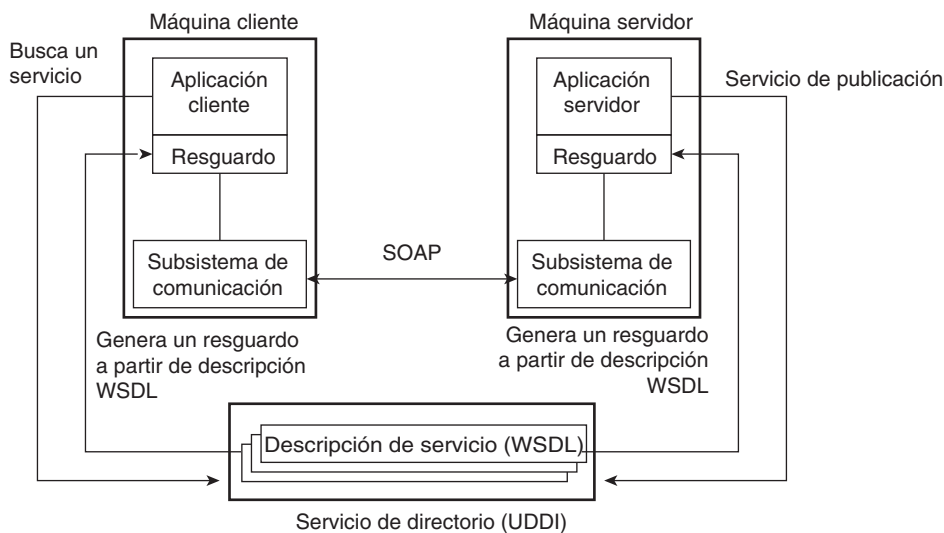 Máquina cliente
Máquina servidor
Busca un
servicio
Aplicación
cliente
Resguardo
Subsistema de
comunicación
SOAP
Aplicación
servidor
Resguardo
Subsistema de
comunicación
Servicio de publicación
Genera un resguardo
a partir de descripción
WSDL
Genera un resguardo
a partir de descripción
WSDL
Descripción de servicio (WSDL)
Servicio de directorio (UDDI)